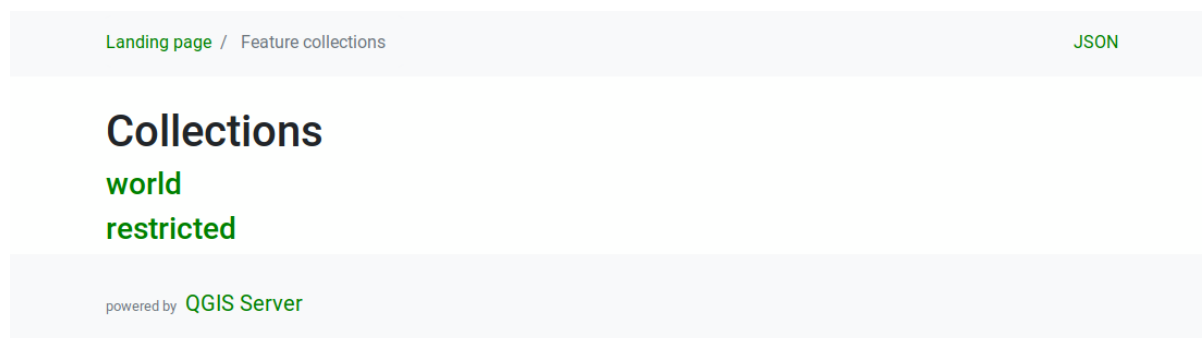 Landing page / Feature collections JSON
Collections
world
restricted
powered by QGIS Server